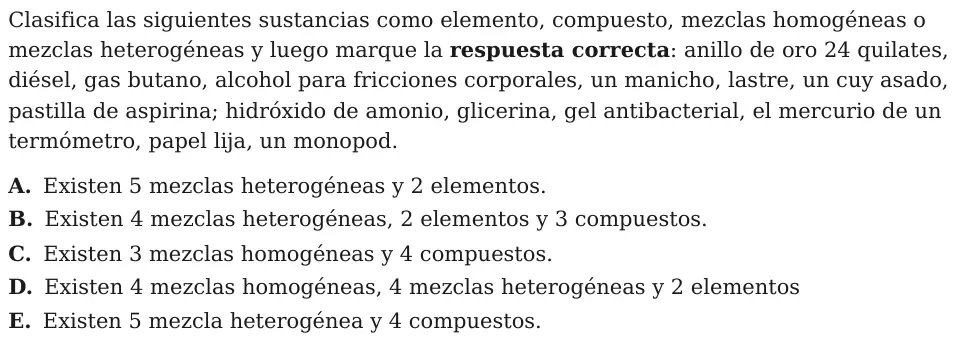 Clasifica las siguientes sustancias como elemento, compuesto, mezclas homogéneas o
mezclas heterogéneas y luego marque la respuesta correcta: anillo de oro 24 quilates,
diésel, gas butano, alcohol para fricciones corporales, un manicho, lastre, un cuy asado,
pastilla de aspirina; hidróxido de amonio, glicerina, gel antibacterial, el mercurio de un
termómetro, papel lija, un monopod.
A. Existen 5 mezclas heterogéneas y 2 elementos.
B. Existen 4 mezclas heterogéneas, 2 elementos y 3 compuestos.
C. Existen 3 mezclas homogéneas y 4 compuestos.
D. Existen 4 mezclas homogéneas, 4 mezclas heterogéneas y 2 elementos
E. Existen 5 mezcla heterogénea y 4 compuestos.